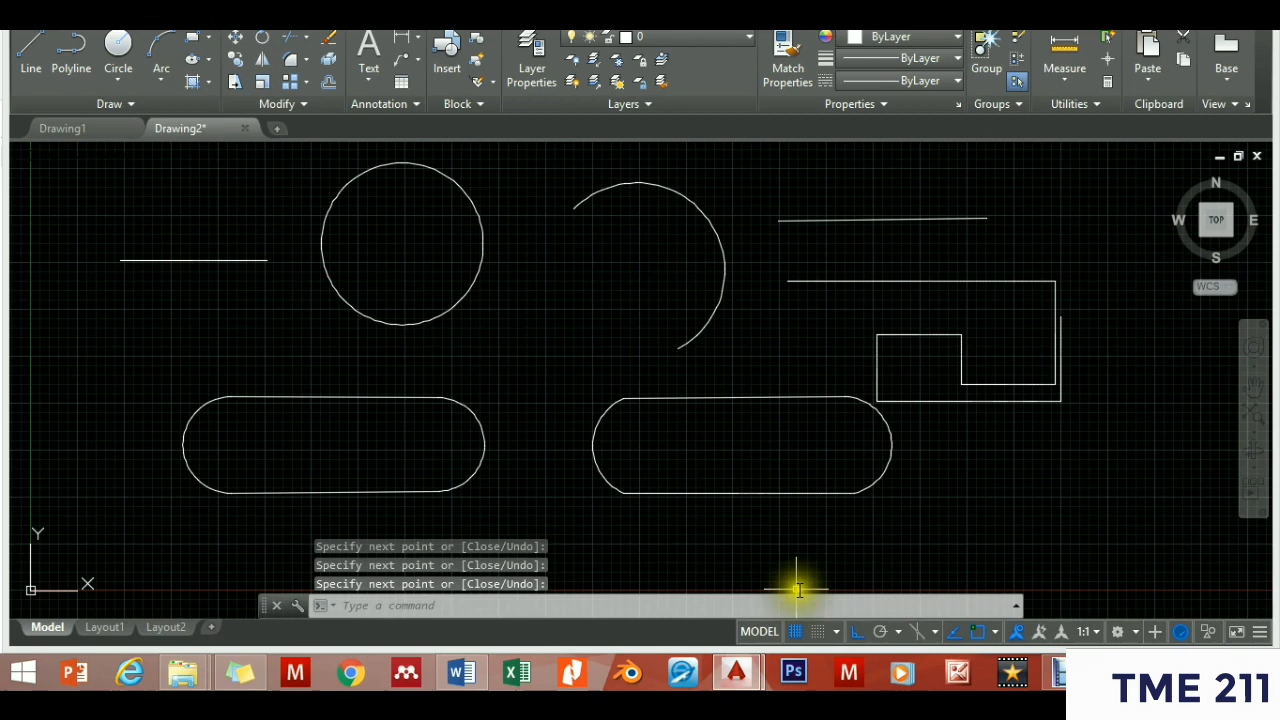 Line Polyline Circle Arc
Text
Insert
Layer Properties
0
Match Properties
ByLayer
ByLayer
ByLayer
Group
Measure
Paste
Base
Draw
Modify
Annotation
Block
Layers
Properties
Groups
Utilities
Clipboard
View
Drawing1
Drawing2*
N
W TOP E
S
WCS
Y
X
Specify next point or [Close/Undo]:
Specify next point or [Close/Undo]:
Specify next point or [Close/Undo]:
Type a command
Model Layout1 Layout2
MODEL
1:1
TME 211